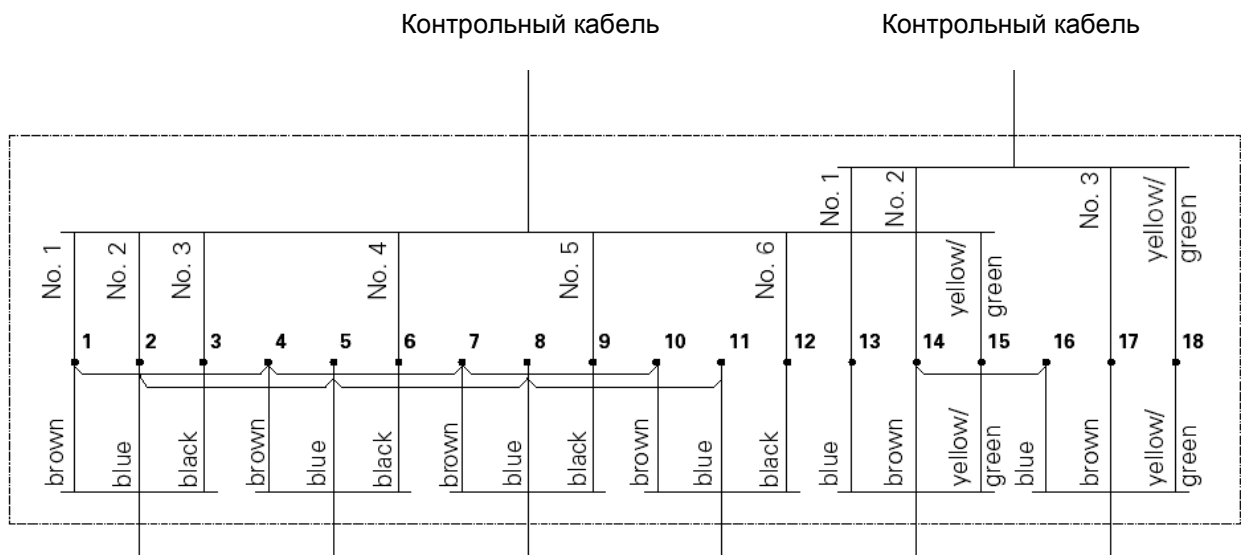 Контрольный кабель
Контрольный кабель
No. 1
No. 2
No. 3
yellow/
green
No. 1
No. 2
No. 3
No. 4
No. 5
No. 6
yellow/
green
1
2
3
4
5
6
7
8
9
10
11
12
13
14
15
16
17
18
brown
blue
black
brown
blue
black
brown
blue
black
brown
blue
black
blue
brown
yellow/
green
blue
brown
yellow/
green